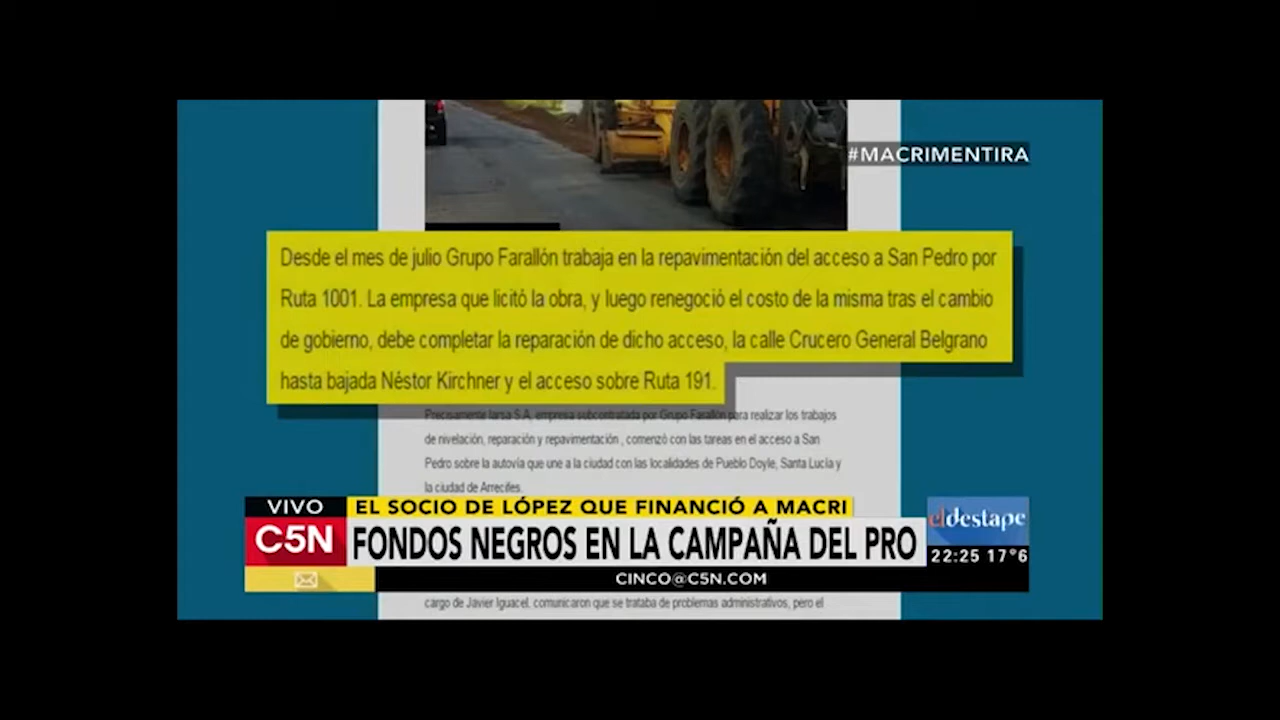 #MACRIMENTIRA
Desde el mes de julio Grupo Farallón trabaja en la repavimentación del acceso a San Pedro por
Ruta 1001. La empresa que licitó la obra, y luego renegoció el costo de la misma tras el cambio
de gobierno, debe completar la reparación de dicho acceso, la calle Crucero General Belgrano
hasta bajada Néstor Kirchner y el acceso sobre Ruta 191.
Precisamente Iarsa S.A, empresa subcontratada por Grupo Farallón para realizar los trabajos
de nivelación, reparación y repavimentación , comenzó con las tareas en el acceso a San
Pedro sobre la autovía que une a la ciudad con las localidades de Pueblo Doyle, Santa Lucía y
la ciudad de Arrecifes.
VIVO
EL SOCIO DE LÓPEZ QUE FINANCIÓ A MACRI
C5N
FONDOS NEGROS EN LA CAMPAÑA DEL PRO
eldestape
22:25 17°6
CINCO@C5N.COM
cargo de Javier Iguacel, comunicaron que se trataba de problemas administrativos, pero el